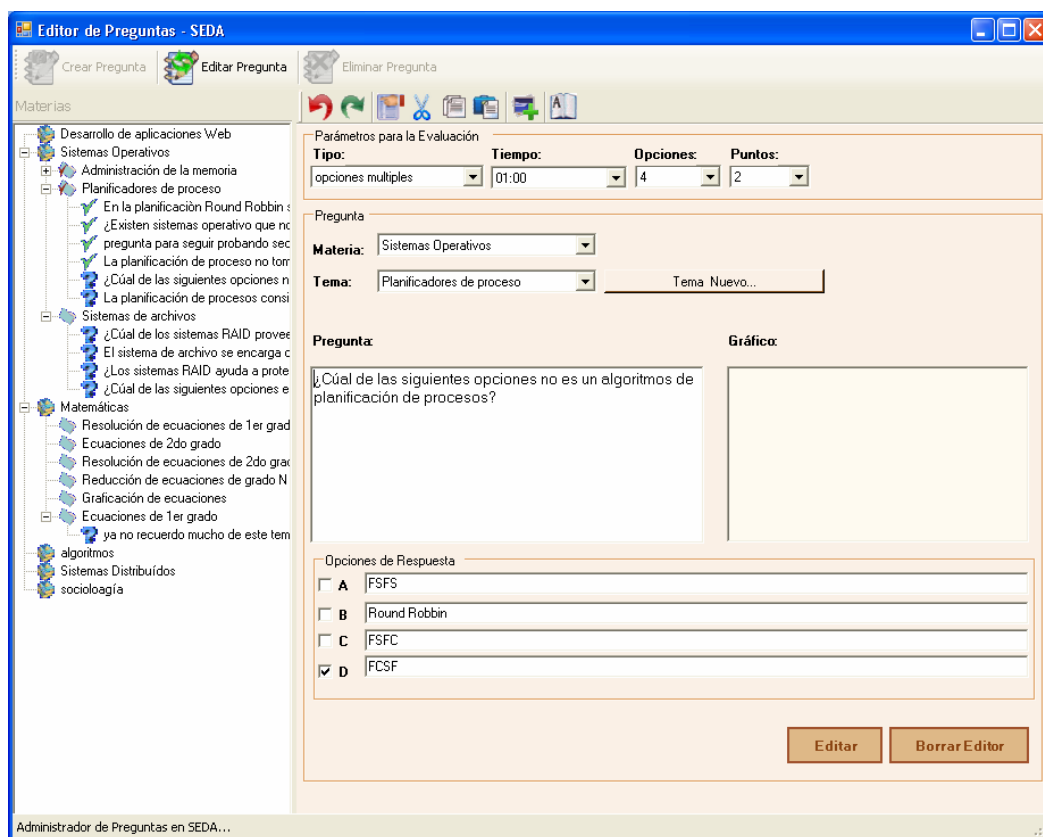 Editor de Preguntas - SEDA
Crear Pregunta
Editar Pregunta
Eliminar Pregunta
Materias
Desarrollo de aplicaciones Web
Sistemas Operativos
Administración de la memoria
Planificadores de proceso
En la planificaciòn Round Robbin s
¿Existen sistemas operativo que no
pregunta para seguir probando sec
La planificación de proceso no tom
¿Cúal de las siguientes opciones n
La planificación de procesos consi
Sistemas de archivos
¿Cúal de los sistemas RAID provee
El sistema de archivo se encarga c
¿Los sistemas RAID ayuda a prote
¿Cúal de las siguientes opciones e
Matemáticas
Resolución de ecuaciones de 1er grad
Ecuaciones de 2do grado
Resolución de ecuaciones de 2do grac
Reducción de ecuaciones de grado N
Graficación de ecuaciones
Ecuaciones de 1er grado
ya no recuerdo mucho de este tem
algoritmos
Sistemas Distribuídos
socioloagía
Parámetros para la Evaluación
Tipo: Tiempo: Opciones: Puntos:
opciones multiples 01:00 4 2
Pregunta
Materia: Sistemas Operativos
Tema: Planificadores de proceso Tema Nuevo...
Pregunta: Gráfico:
¿Cúal de las siguientes opciones no es un algoritmos de
planificación de procesos?
Opciones de Respuesta
A FSFS
B Round Robbin
C FSFC
D FCSF
Editar Borrar Editor
Administrador de Preguntas en SEDA...